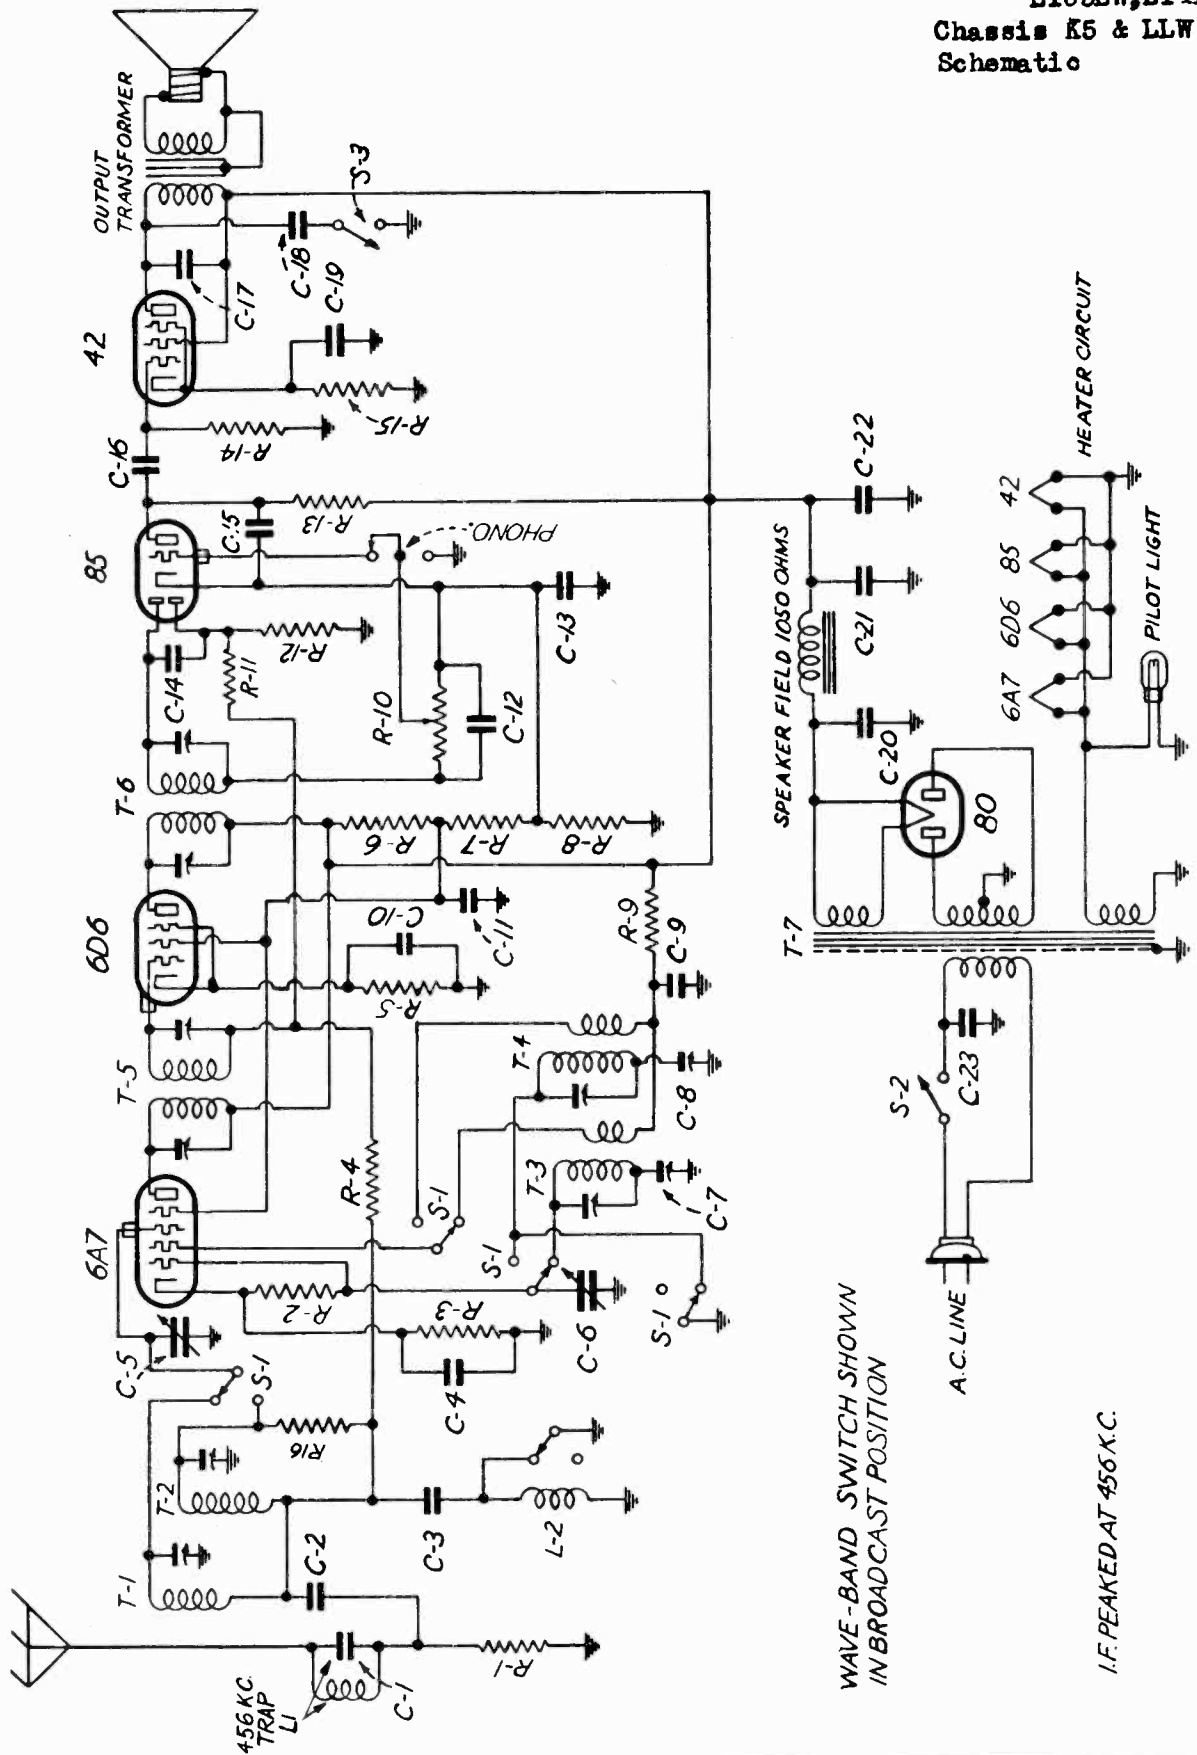 Chassis K5 & LLW
Schematic
OUTPUT
TRANSFORMER
S-3
C-18
C-19
C-17
42
R-15
R-14
C-16
C-15
R-13
PHONO.
85
C-14
R-11
R-12
C-13
R-10
C-12
T-6
R-6
R-7
R-8
6D6
C-10
C-11
R-5
R-9
C-9
T-5
T-4
C-8
R-4
S-1
T-3
C-7
6A7
S-1
R-2
R-3
C-6
S-1
C-5
S-1
C-4
R16
T-2
C-3
L-2
T-1
C-2
R-1
456 K.C.
TRAP
L1
C-1
C-22
SPEAKER FIELD 1050 OHMS
C-21
C-20
80
T-7
HEATER CIRCUIT
42
85
6D6
6A7
PILOT LIGHT
S-2
C-23
A.C. LINE
WAVE-BAND SWITCH SHOWN
IN BROADCAST POSITION
I.F. PEAKED AT 456 K.C.